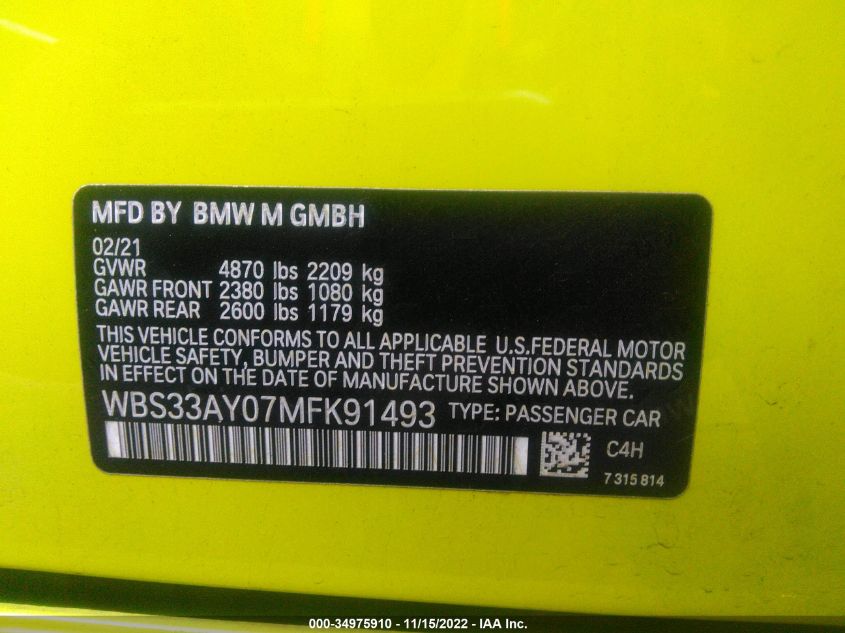 MFD BY BMW M GMBH
02/21
GVWR 4870 lbs 2209 kg
GAWR FRONT 2380 lbs 1080 kg
GAWR REAR 2600 lbs 1179 kg
THIS VEHICLE CONFORMS TO ALL APPLICABLE U.S.FEDERAL MOTOR
VEHICLE SAFETY, BUMPER AND THEFT PREVENTION STANDARDS
IN EFFECT ON THE DATE OF MANUFACTURE SHOWN ABOVE.
WBS33AY07MFK91493 TYPE: PASSENGER CAR
C4H
7 315 814
000-34975910 - 11/15/2022 - IAA Inc.